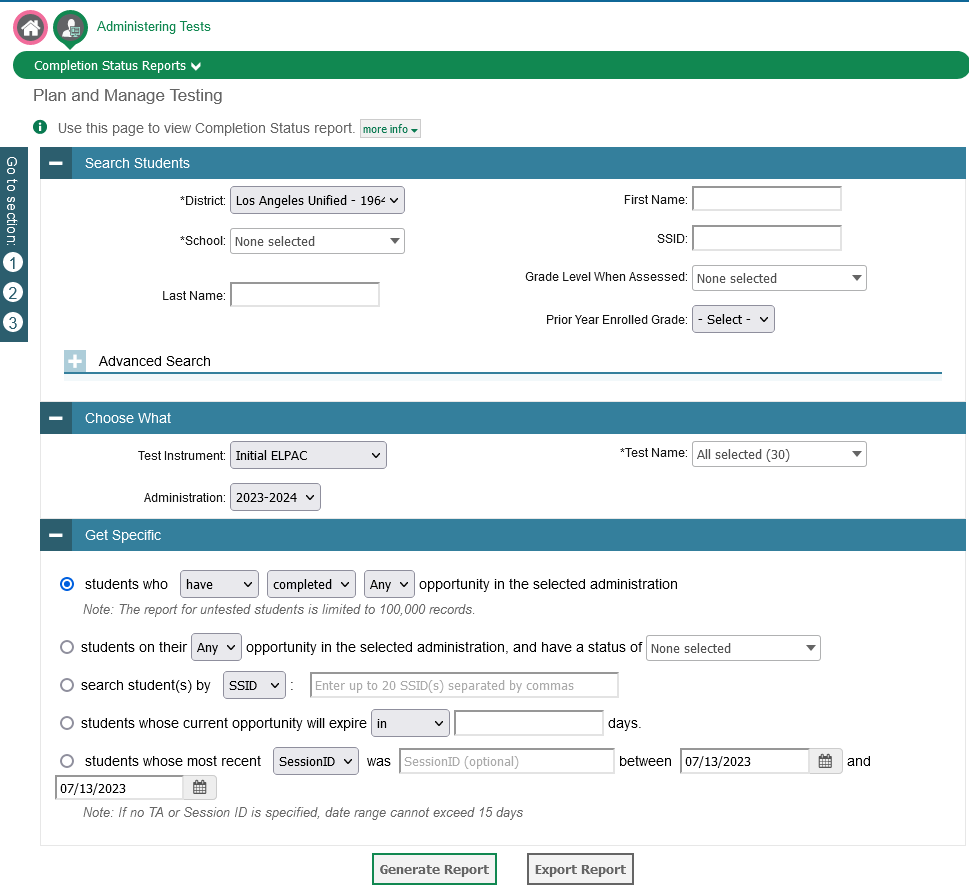 Administering Tests
Completion Status Reports
Plan and Manage Testing
Use this page to view Completion Status report. more info
Go to section:
1
2
3
Search Students
*District: Los Angeles Unified - 1964
First Name:
*School: None selected
SSID:
Grade Level When Assessed: None selected
Last Name:
Prior Year Enrolled Grade: - Select -
Advanced Search
Choose What
Test Instrument: Initial ELPAC
*Test Name: All selected (30)
Administration: 2023-2024
Get Specific
students who have completed Any opportunity in the selected administration
Note: The report for untested students is limited to 100,000 records.
students on their Any opportunity in the selected administration, and have a status of None selected
search student(s) by SSID : Enter up to 20 SSID(s) separated by commas
students whose current opportunity will expire in days.
students whose most recent SessionID was SessionID (optional) between 07/13/2023 and
07/13/2023
Note: If no TA or Session ID is specified, date range cannot exceed 15 days
Generate Report Export Report